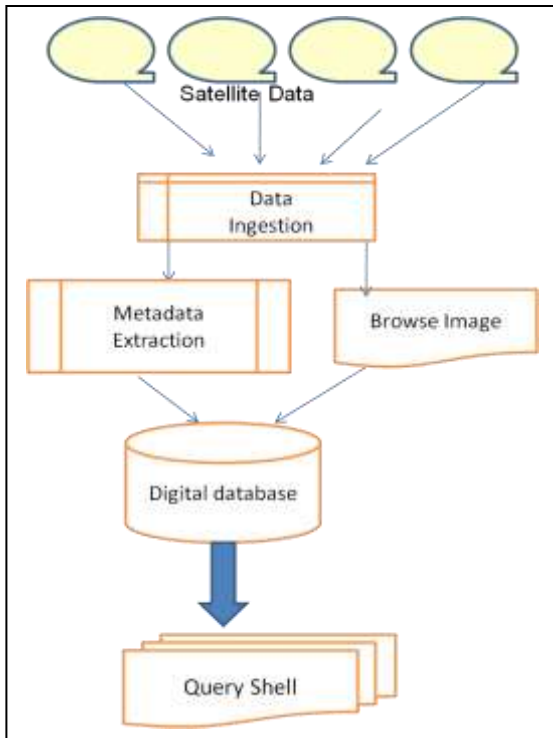 Satellite Data
Data
Ingestion
Metadata
Extraction
Browse Image
Digital database
Query Shell